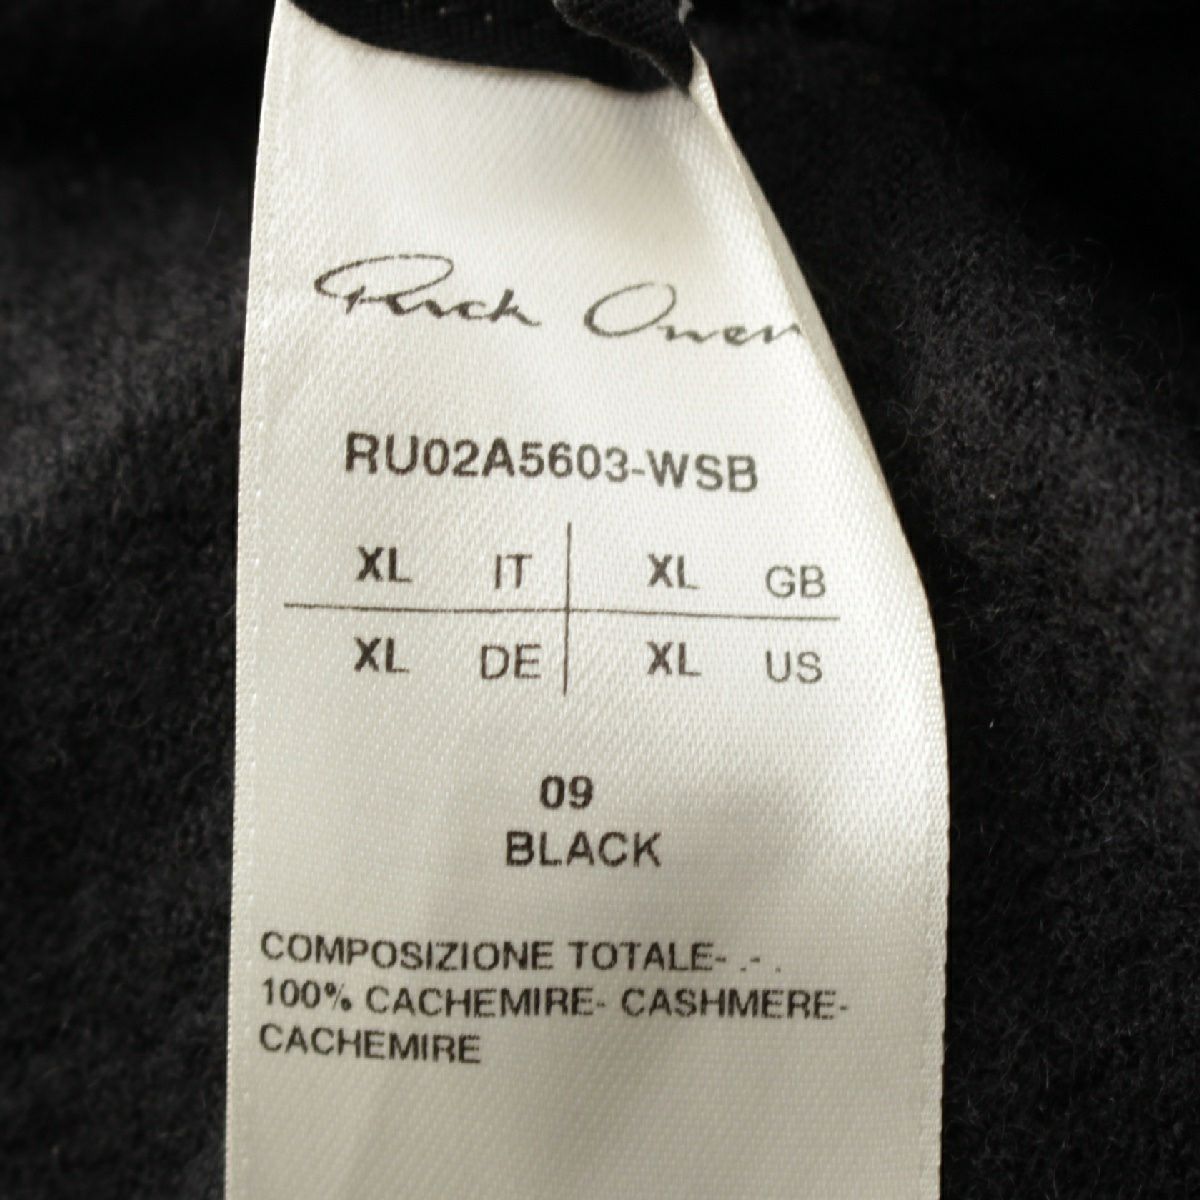 Rick Owen
RU02A5603-WSB
XL IT XL GB
XL DE XL US
09
BLACK
COMPOSIZIONE TOTALE- .-.
100% CACHEMIRE- CASHMERE-
CACHEMIRE